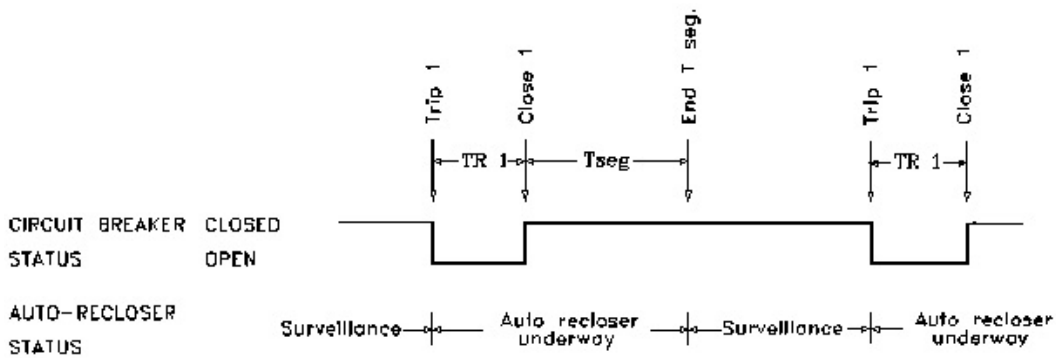 Trip 1
Close 1
End T seg.
Trip 1
Close 1
TR 1
Tseg
TR 1
CIRCUIT BREAKER CLOSED
STATUS OPEN
AUTO-RECLOSER
STATUS
Surveillance
Auto recloser
underway
Surveillance
Auto recloser
underway